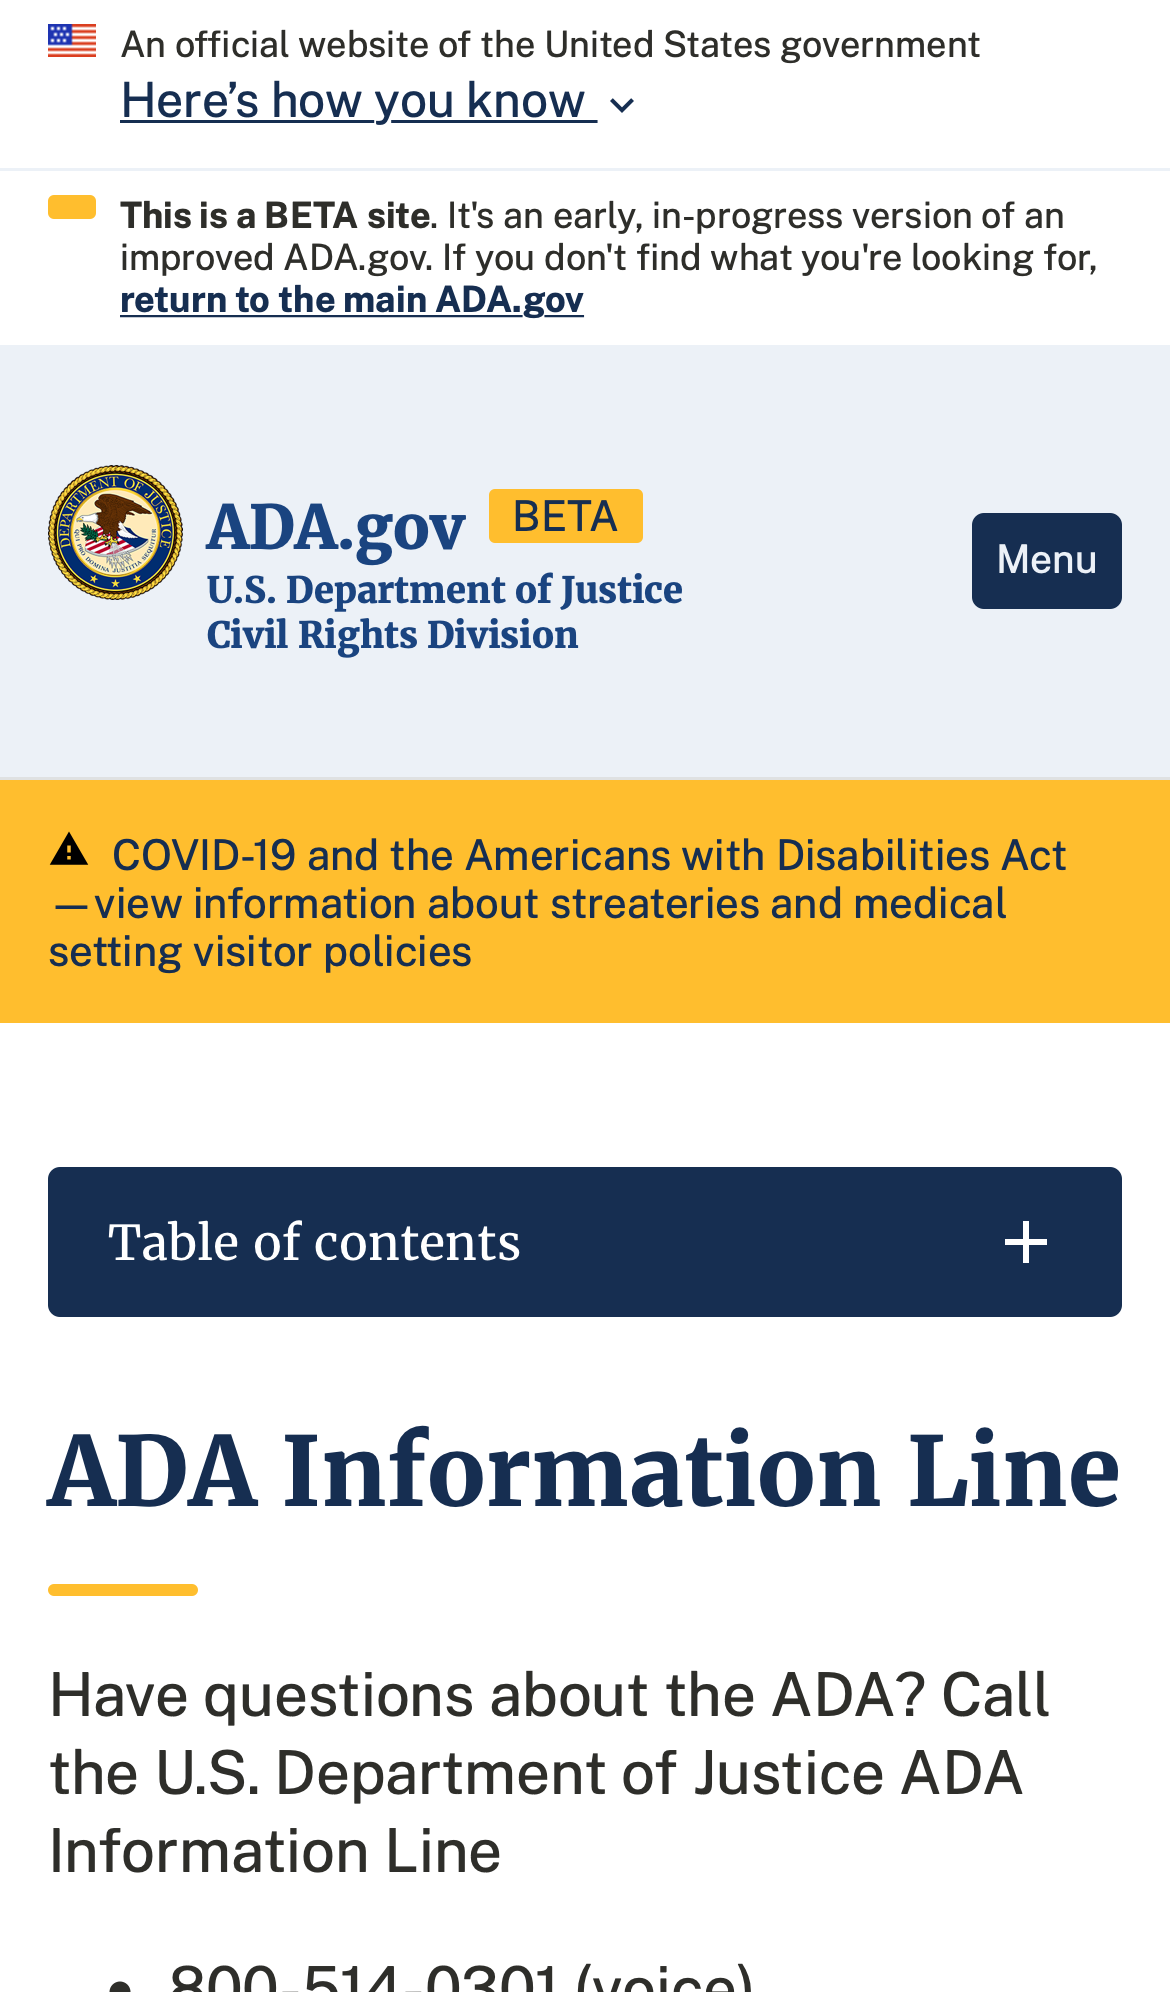 An official website of the United States government
Here’s how you know
This is a BETA site. It's an early, in-progress version of an
improved ADA.gov. If you don't find what you're looking for,
return to the main ADA.gov
DEPARTMENT OF JUSTICE
QUI PRO DOMINA JUSTITIA SEQUITUR
ADA.gov BETA
U.S. Department of Justice
Civil Rights Division
Menu
COVID-19 and the Americans with Disabilities Act
—view information about streateries and medical
setting visitor policies
Table of contents
ADA Information Line
Have questions about the ADA? Call
the U.S. Department of Justice ADA
Information Line
800-514-0301 (voice)